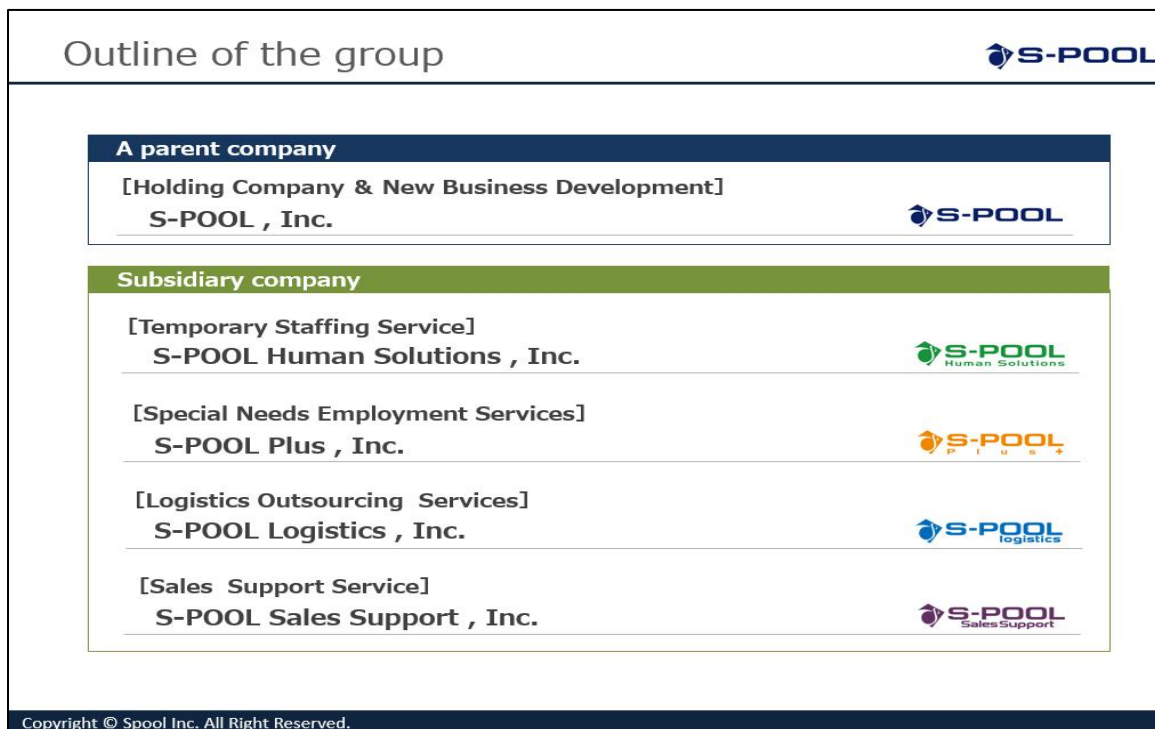 Outline of the group
S-POOL
A parent company
[Holding Company & New Business Development]
S-POOL , Inc.
S-POOL
Subsidiary company
[Temporary Staffing Service]
S-POOL Human Solutions , Inc.
S-POOL
Human Solutions
[Special Needs Employment Services]
S-POOL Plus , Inc.
S-POOL
Plus+
[Logistics Outsourcing Services]
S-POOL Logistics , Inc.
S-POOL
logistics
[Sales Support Service]
S-POOL Sales Support , Inc.
S-POOL
Sales Support
Copyright © Spool Inc. All Right Reserved.